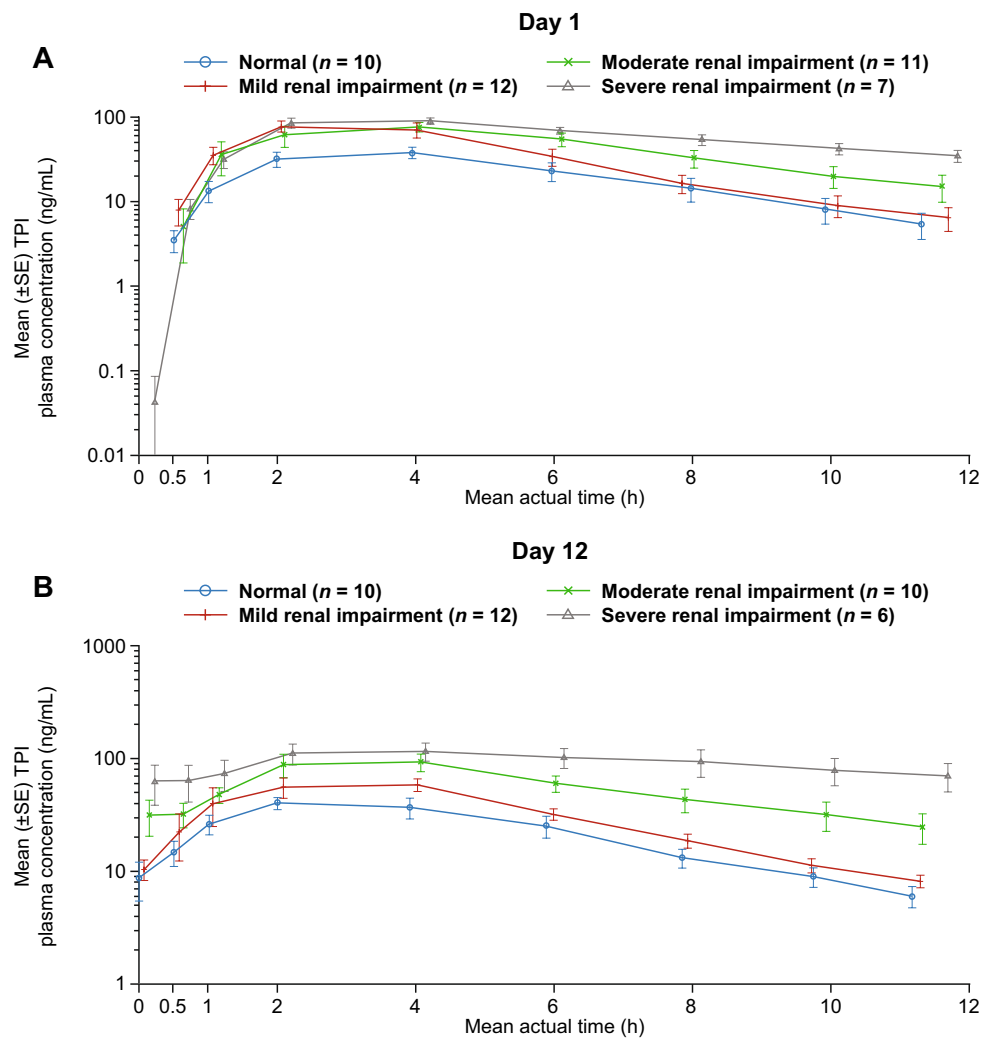 Day 1
A
Normal (n = 10)
Moderate renal impairment (n = 11)
Mild renal impairment (n = 12)
Severe renal impairment (n = 7)
Mean (±SE) TPI
plasma concentration (ng/mL)
100
10
1
0.1
0.01
0 0.5 1 2 4 6 8 10 12
Mean actual time (h)
Day 12
B
Normal (n = 10)
Moderate renal impairment (n = 10)
Mild renal impairment (n = 12)
Severe renal impairment (n = 6)
Mean (±SE) TPI
plasma concentration (ng/mL)
1000
100
10
1
0 0.5 1 2 4 6 8 10 12
Mean actual time (h)